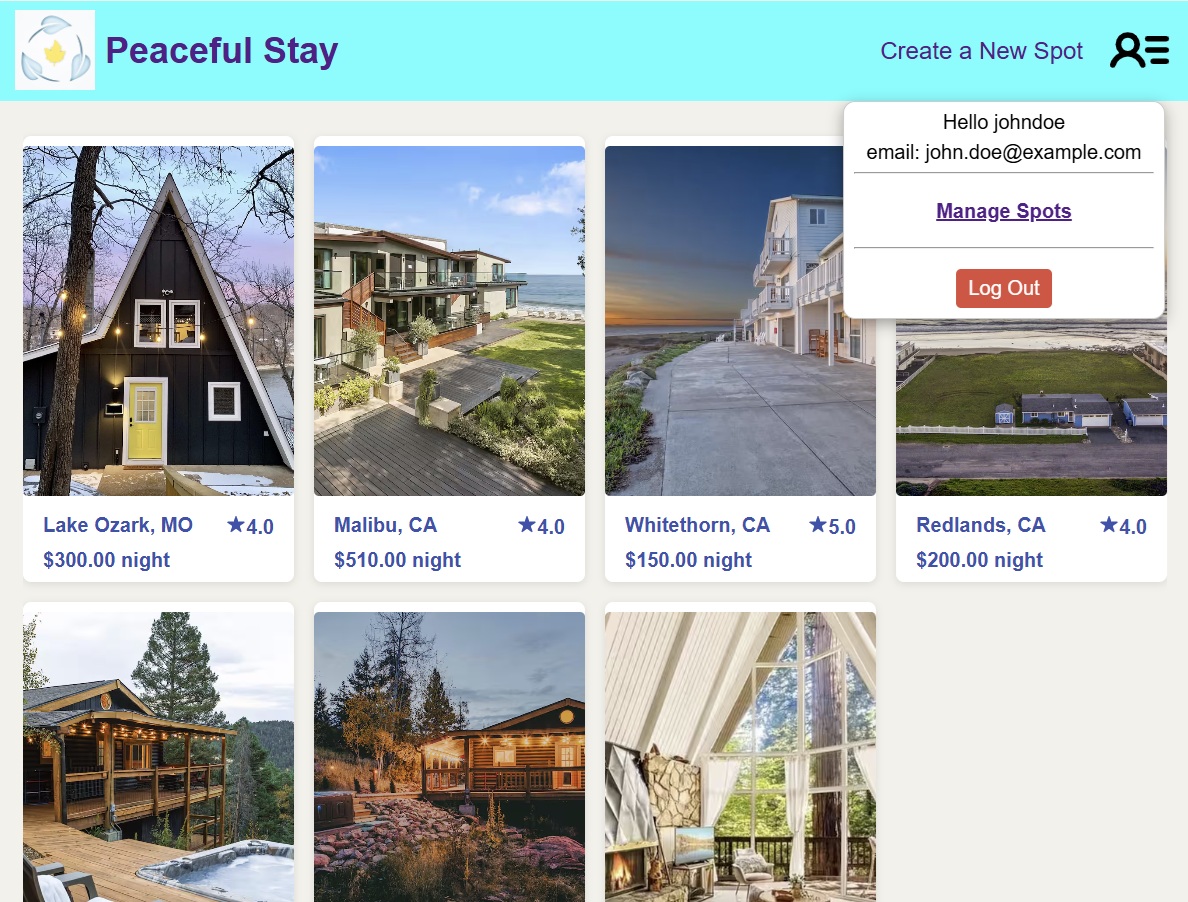 Peaceful Stay
Create a New Spot
Hello johndoe
email: john.doe@example.com
Manage Spots
Log Out
Lake Ozark, MO ★4.0
$300.00 night
Malibu, CA ★4.0
$510.00 night
Whitethorn, CA ★5.0
$150.00 night
Redlands, CA ★4.0
$200.00 night